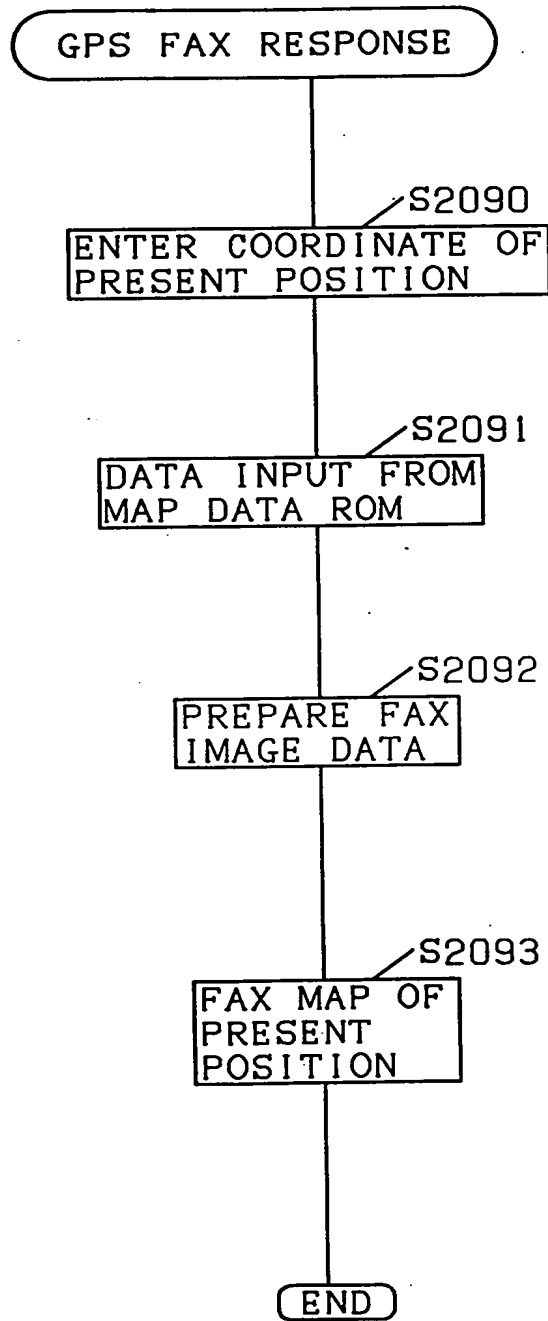 GPS FAX RESPONSE
S2090
ENTER COORDINATE OF
PRESENT POSITION
S2091
DATA INPUT FROM
MAP DATA ROM
S2092
PREPARE FAX
IMAGE DATA
S2093
FAX MAP OF
PRESENT
POSITION
END